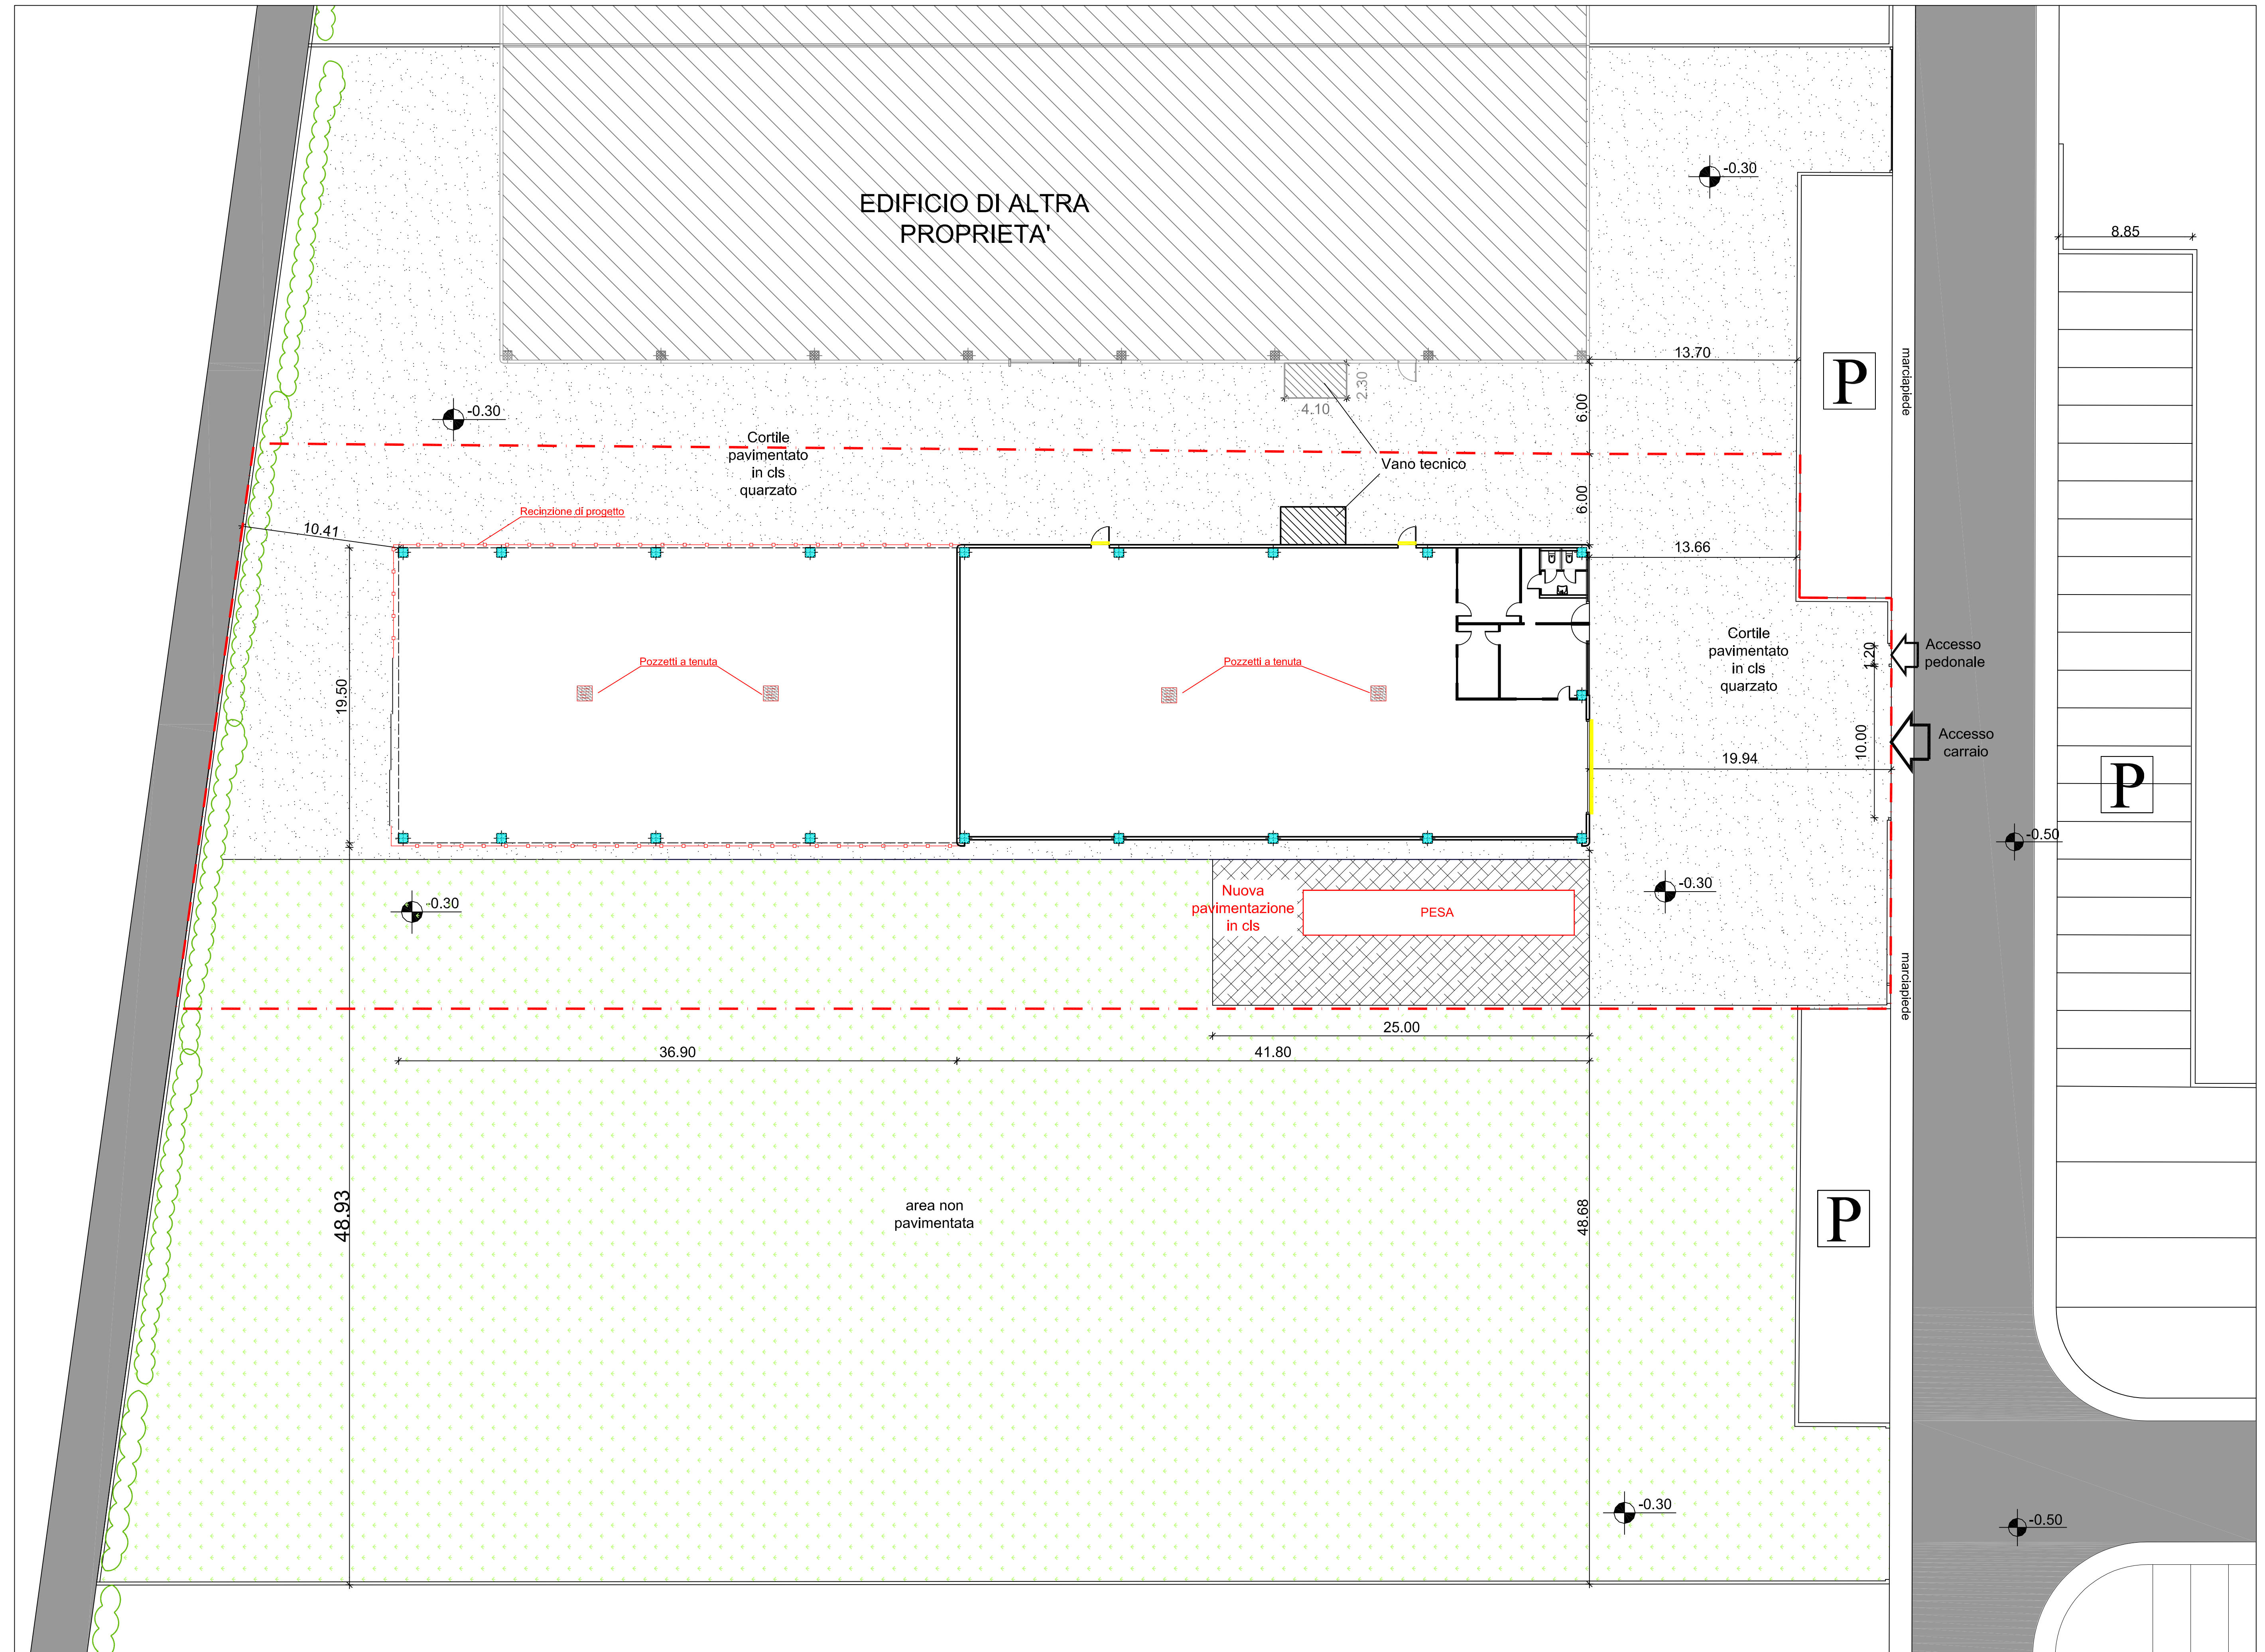 EDIFICIO DI ALTRA
PROPRIETA'
-0.30
8.85
13.70
P
marciapiede
2.30
4.10
6.00
-0.30
Cortile
pavimentato
in cls
quarzato
Vano tecnico
6.00
Recinzione di progetto
10.41
13.66
Cortile
pavimentato
in cls
quarzato
1.20
Accesso
pedonale
Pozzetti a tenuta
Pozzetti a tenuta
19.50
10.00
Accesso
carraio
19.94
P
-0.50
-0.30
Nuova
pavimentazione
in cls
PESA
-0.30
marciapiede
25.00
36.90
41.80
48.93
area non
pavimentata
48.68
P
-0.30
-0.50